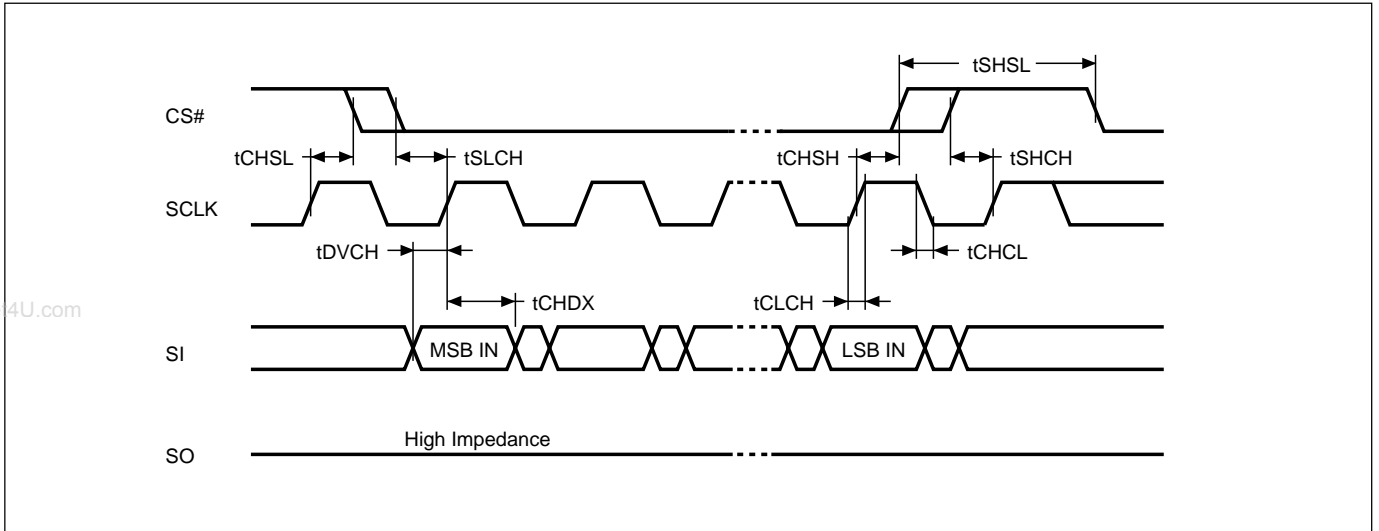 tSHSL
CS#
tCHSL
tSLCH
tCHSH
tSHCH
SCLK
tDVCH
tCHCL
tCHDX
tCLCH
t4U.com
SI
MSB IN
LSB IN
High Impedance
SO